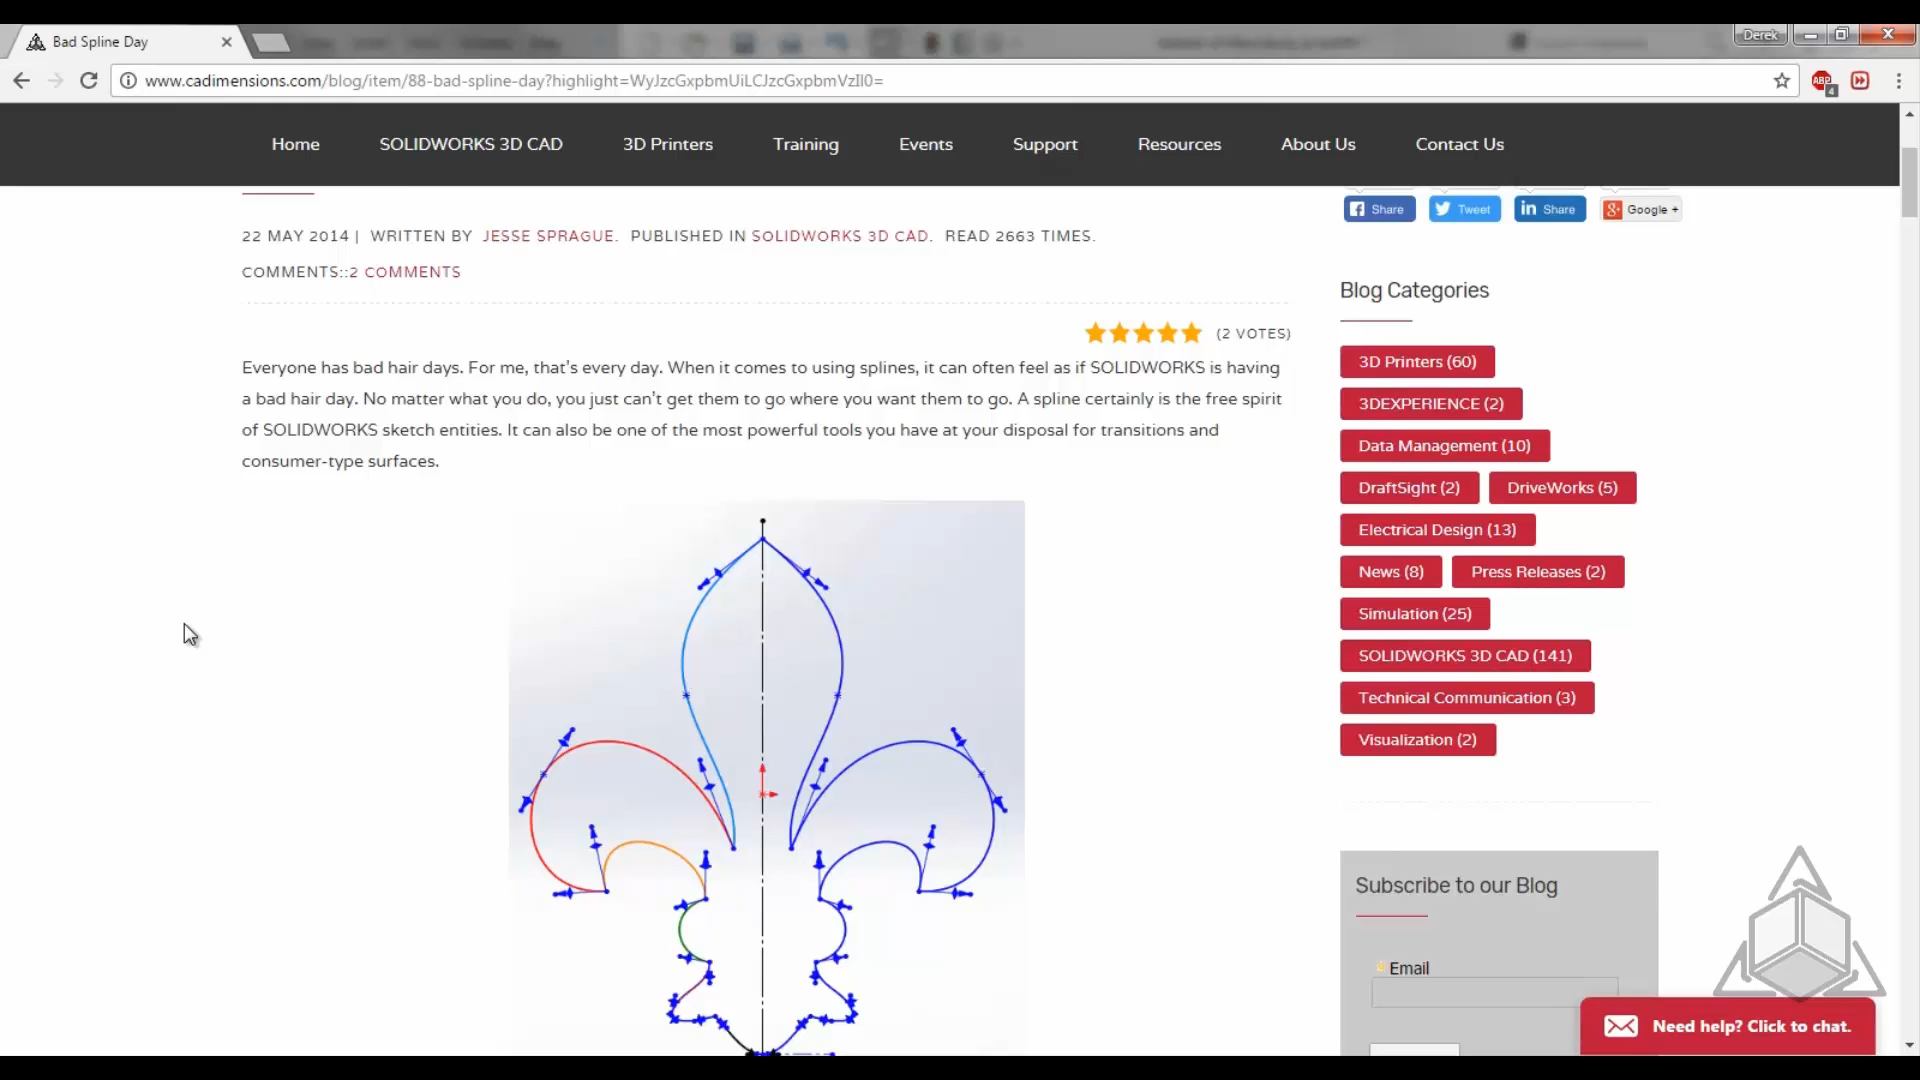 Bad Spline Day
Derek
www.cadimensions.com/blog/item/88-bad-spline-day?highlight=WyJzcGxpbmUiLCJzcGxpbmVzIl0=
ABP
4
Home SOLIDWORKS 3D CAD 3D Printers Training Events Support Resources About Us Contact Us
Share Tweet Share Google +
22 MAY 2014 | WRITTEN BY JESSE SPRAGUE. PUBLISHED IN SOLIDWORKS 3D CAD. READ 2663 TIMES.
COMMENTS::2 COMMENTS
(2 VOTES)
Everyone has bad hair days. For me, that's every day. When it comes to using splines, it can often feel as if SOLIDWORKS is having
a bad hair day. No matter what you do, you just can't get them to go where you want them to go. A spline certainly is the free spirit
of SOLIDWORKS sketch entities. It can also be one of the most powerful tools you have at your disposal for transitions and
consumer-type surfaces.
Blog Categories
3D Printers (60)
3DEXPERIENCE (2)
Data Management (10)
DraftSight (2) DriveWorks (5)
Electrical Design (13)
News (8) Press Releases (2)
Simulation (25)
SOLIDWORKS 3D CAD (141)
Technical Communication (3)
Visualization (2)
Subscribe to our Blog
Email
Need help? Click to chat.